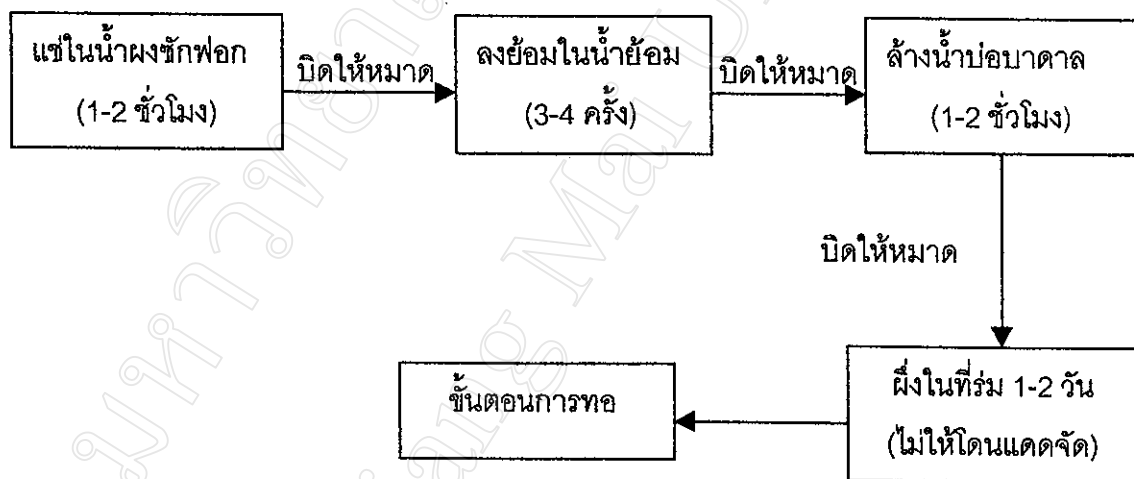 แช่ในน้ำผงซักฟอก
(1-2 ชั่วโมง)
บิดให้หมาด
ลงย้อมในน้ำย้อม
(3-4 ครั้ง)
บิดให้หมาด
ล้างน้ำบ่อบาดาล
(1-2 ชั่วโมง)
บิดให้หมาด
ผึ่งในที่ร่ม 1-2 วัน
(ไม่ให้โดนแดดจัด)
ขั้นตอนการทอ